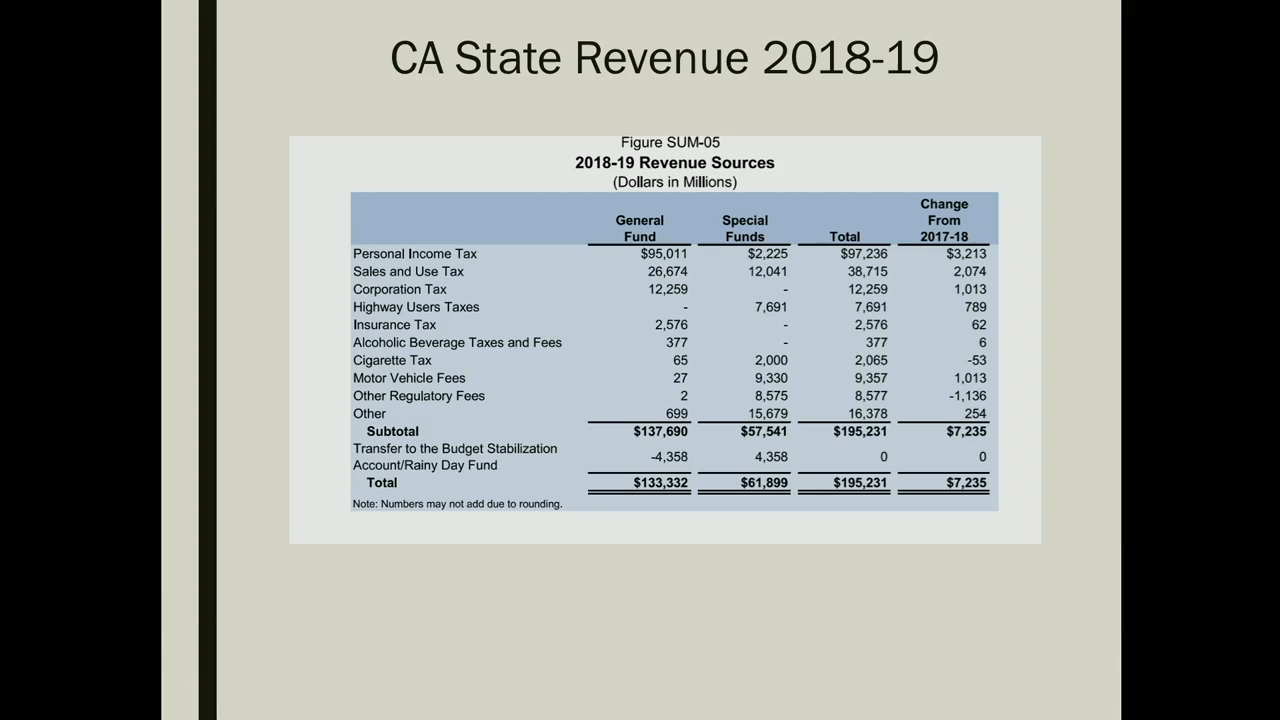 CA State Revenue 2018-19
Figure SUM-05
2018-19 Revenue Sources
(Dollars in Millions)
General Fund Special Funds Total Change From 2017-18
Personal Income Tax $95,011 $2,225 $97,236 $3,213
Sales and Use Tax 26,674 12,041 38,715 2,074
Corporation Tax 12,259 - 12,259 1,013
Highway Users Taxes - 7,691 7,691 789
Insurance Tax 2,576 - 2,576 62
Alcoholic Beverage Taxes and Fees 377 - 377 6
Cigarette Tax 65 2,000 2,065 -53
Motor Vehicle Fees 27 9,330 9,357 1,013
Other Regulatory Fees 2 8,575 8,577 -1,136
Other 699 15,679 16,378 254
Subtotal $137,690 $57,541 $195,231 $7,235
Transfer to the Budget Stabilization
Account/Rainy Day Fund -4,358 4,358 0 0
Total $133,332 $61,899 $195,231 $7,235
Note: Numbers may not add due to rounding.